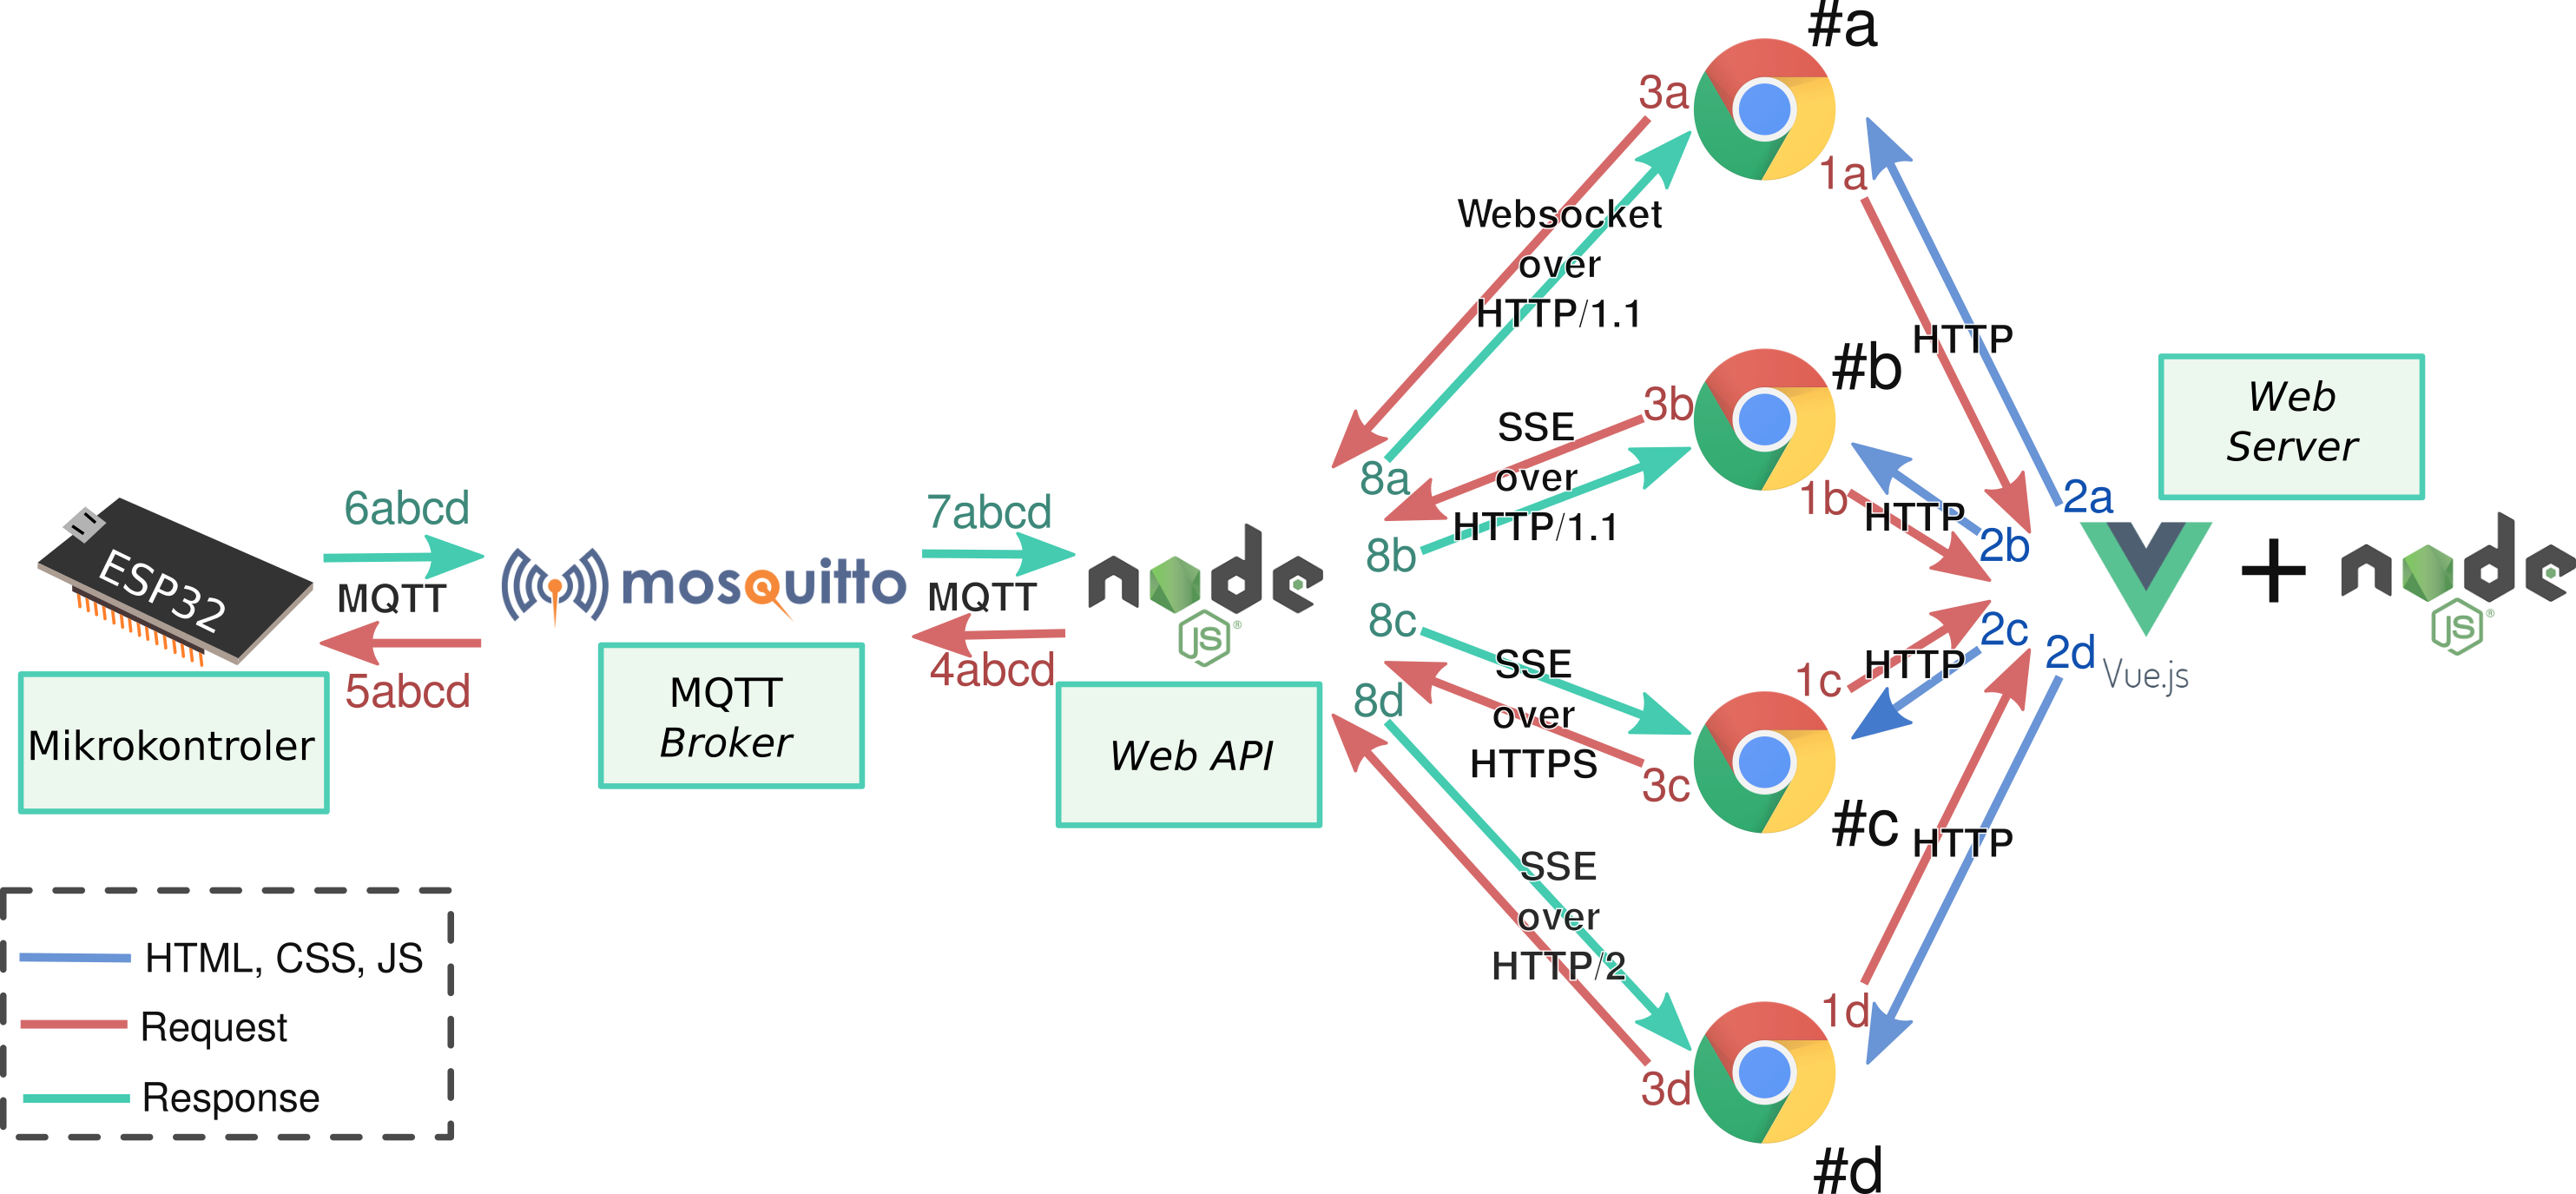 #a
3a
1a
Websocket
over
HTTP/1.1
HTTP
#b
3b
SSE
over
HTTP/1.1
1b
HTTP
8a
8b
2a
2b
Web
Server
6abcd
MQTT
5abcd
ESP32
Mikrokontroler
mosquitto
MQTT
Broker
7abcd
MQTT
4abcd
node
JS®
Web API
8c
8d
SSE
over
HTTPS
3c
1c
HTTP
2c
2d
#c
HTTP
Vue.js
+
node
JS®
SSE
over
HTTP/2
3d
1d
#d
HTML, CSS, JS
Request
Response